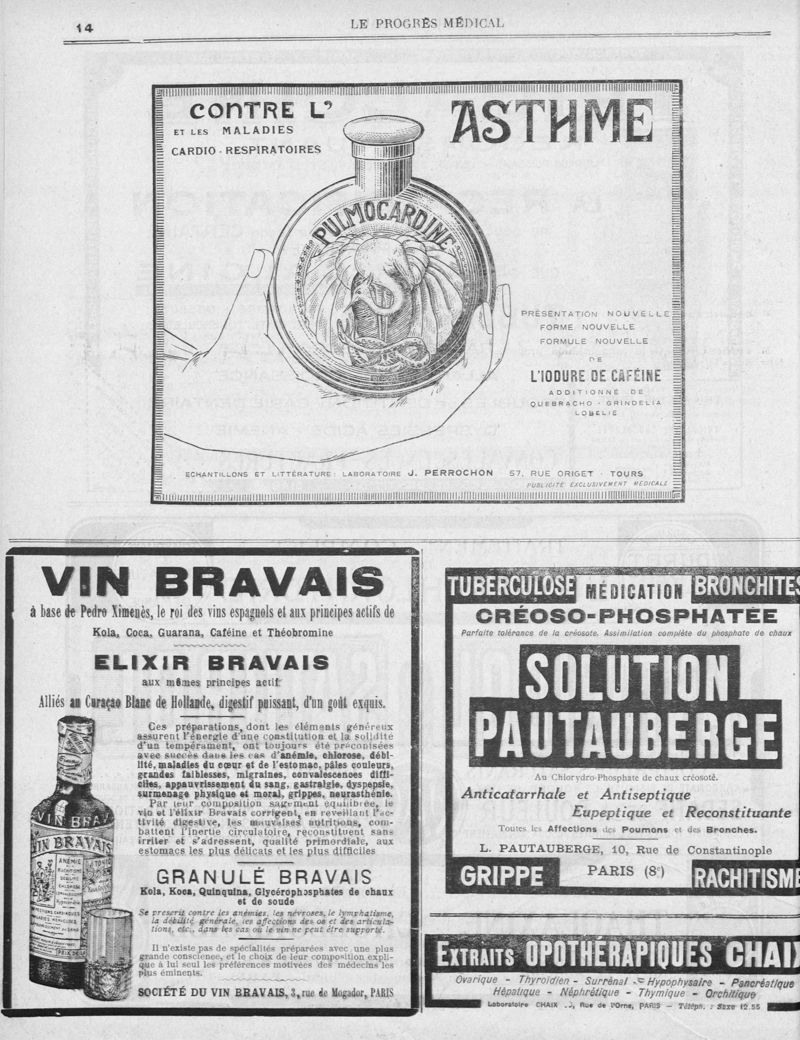 14
LE PROGRÈS MÉDICAL
CONTRE L'
ASTHME
ET LES MALADIES
CARDIO-RESPIRATOIRES
PULMOCARDINE
PRÉSENTATION NOUVELLE
FORME NOUVELLE
FORMULE NOUVELLE
DE
L'IODURE DE CAFÉINE
ADDITIONNÉ DE
QUEBRACHO - GRINDELIA
LOBELIE
ECHANTILLONS ET LITTÉRATURE: LABORATOIRE J. PERROCHON 57, RUE ORIGET - TOURS
PUBLICITÉ EXCLUSIVEMENT MÉDICALE
VIN BRAVAIS
à base de Pedro Ximenès, le roi des vins espagnols et aux principes actifs de
Kola, Coca, Guarana, Caféine et Théobromine
ELIXIR BRAVAIS
aux mêmes principes actif
Alliés au Curaçao Blanc de Hollande, digestif puissant, d'un goût exquis.
Ces préparations, dont les éléments généreux
assurent l'énergie d'une constitution et la solidité
d'un tempérament, ont toujours été préconisées
avec succès dans les cas d'anémie, chlorose, débi-
lité, maladies du cœur et de l'estomac, pâles couleurs,
grandes faiblesses, migraines, convalescences diffi-
ciles, appauvrissement du sang, gastralgie, dyspepsie,
surmenage physique et moral, grippes, neurasthénie.
Par leur composition sagement équilibrée, le
vin et l'élixir Bravais corrigent, en reveillant l'ac-
tivité digestive, les mauvaises nutritions, com-
battent l'inertie circulatoire, reconstituent sans
irriter et s'adressent, qualité primordiale, aux
estomacs les plus délicats et les plus difficiles
VIN BRAV
VIN BRAVAIS
ANÉMIE
TONIQUE
GRANULÉ BRAVAIS
Kola, Koca, Quinquina, Glycérophosphates de chaux
et de soude
Se prescrit contre les anémies, les névroses, le lymphatisme,
la débilité générale, les affections des os et des articula-
tions, etc., dans les cas où le vin ne peut être supporté.
Il n'existe pas de spécialités préparées avec une plus
grande conscience, et le choix de leur composition expli-
que à lui seul les préférences motivées des médecins les
plus éminents.
SOCIÉTÉ DU VIN BRAVAIS, 3, rue de Mogador, PARIS
TUBERCULOSE MÉDICATION BRONCHITES
CRÉOSO-PHOSPHATÉE
Parfaite tolérance de la créosote. Assimilation complète du phosphate de chaux
SOLUTION
PAUTAUBERGE
Au Chlorydro-Phosphate de chaux créosoté.
Anticatarrhale et Antiseptique
Eupeptique et Reconstituante
Toutes les Affections des Poumons et des Bronches.
L. PAUTAUBERGE, 10, Rue de Constantinople
GRIPPE PARIS (8e) RACHITISME
EXTRAITS OPOTHÉRAPIQUES CHAIX
Ovarique - Thyroïdien - Surrénal - Hypophysaire - Pancréatique
Hépatique - Néphrétique - Thymique - Orchitique
Laboratoire CHAIX Rue de l'Orne, PARIS - Téléph. : Saxe 12.55